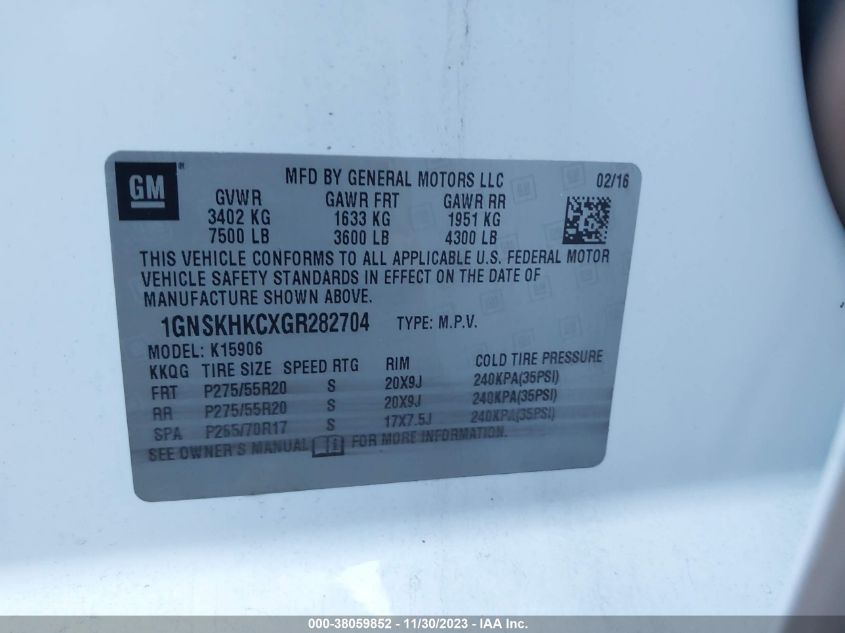 GM
MFD BY GENERAL MOTORS LLC 02/16
GVWR GAWR FRT GAWR RR
3402 KG 1633 KG 1951 KG
7500 LB 3600 LB 4300 LB
THIS VEHICLE CONFORMS TO ALL APPLICABLE U.S. FEDERAL MOTOR
VEHICLE SAFETY STANDARDS IN EFFECT ON THE DATE OF
MANUFACTURE SHOWN ABOVE.
1GNSKHKCXGR282704 TYPE: M.P.V.
MODEL: K15906
KKQG TIRE SIZE SPEED RTG RIM COLD TIRE PRESSURE
FRT P275/55R20 S 20X9J 240KPA(35PSI)
RR P275/55R20 S 20X9J 240KPA(35PSI)
SPA P265/70R17 S 17X7.5J 240KPA(35PSI)
SEE OWNER'S MANUAL FOR MORE INFORMATION.
000-38059852 - 11/30/2023 - IAA Inc.